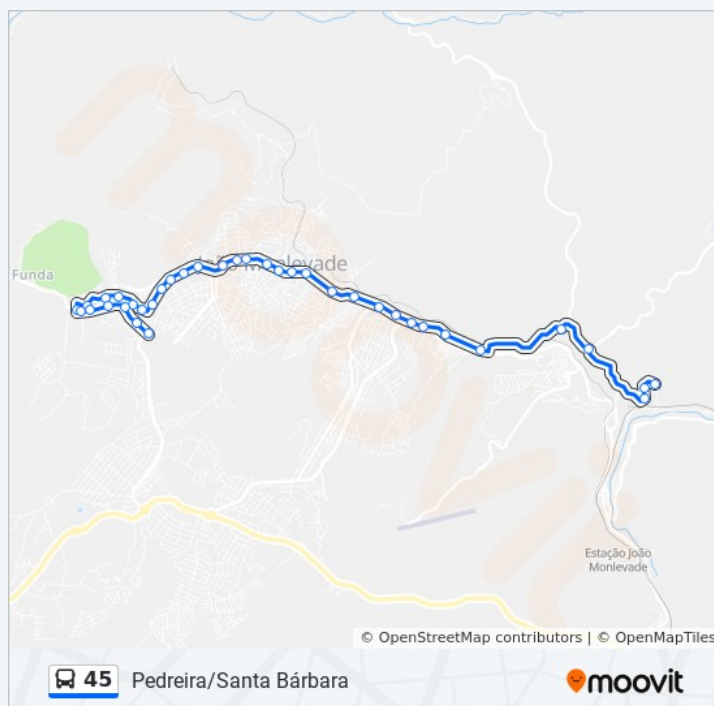 Funda
João Monlevade
Estação João
Monlevade
© OpenStreetMap contributors | © OpenMapTiles
45 Pedreira/Santa Bárbara
moovit